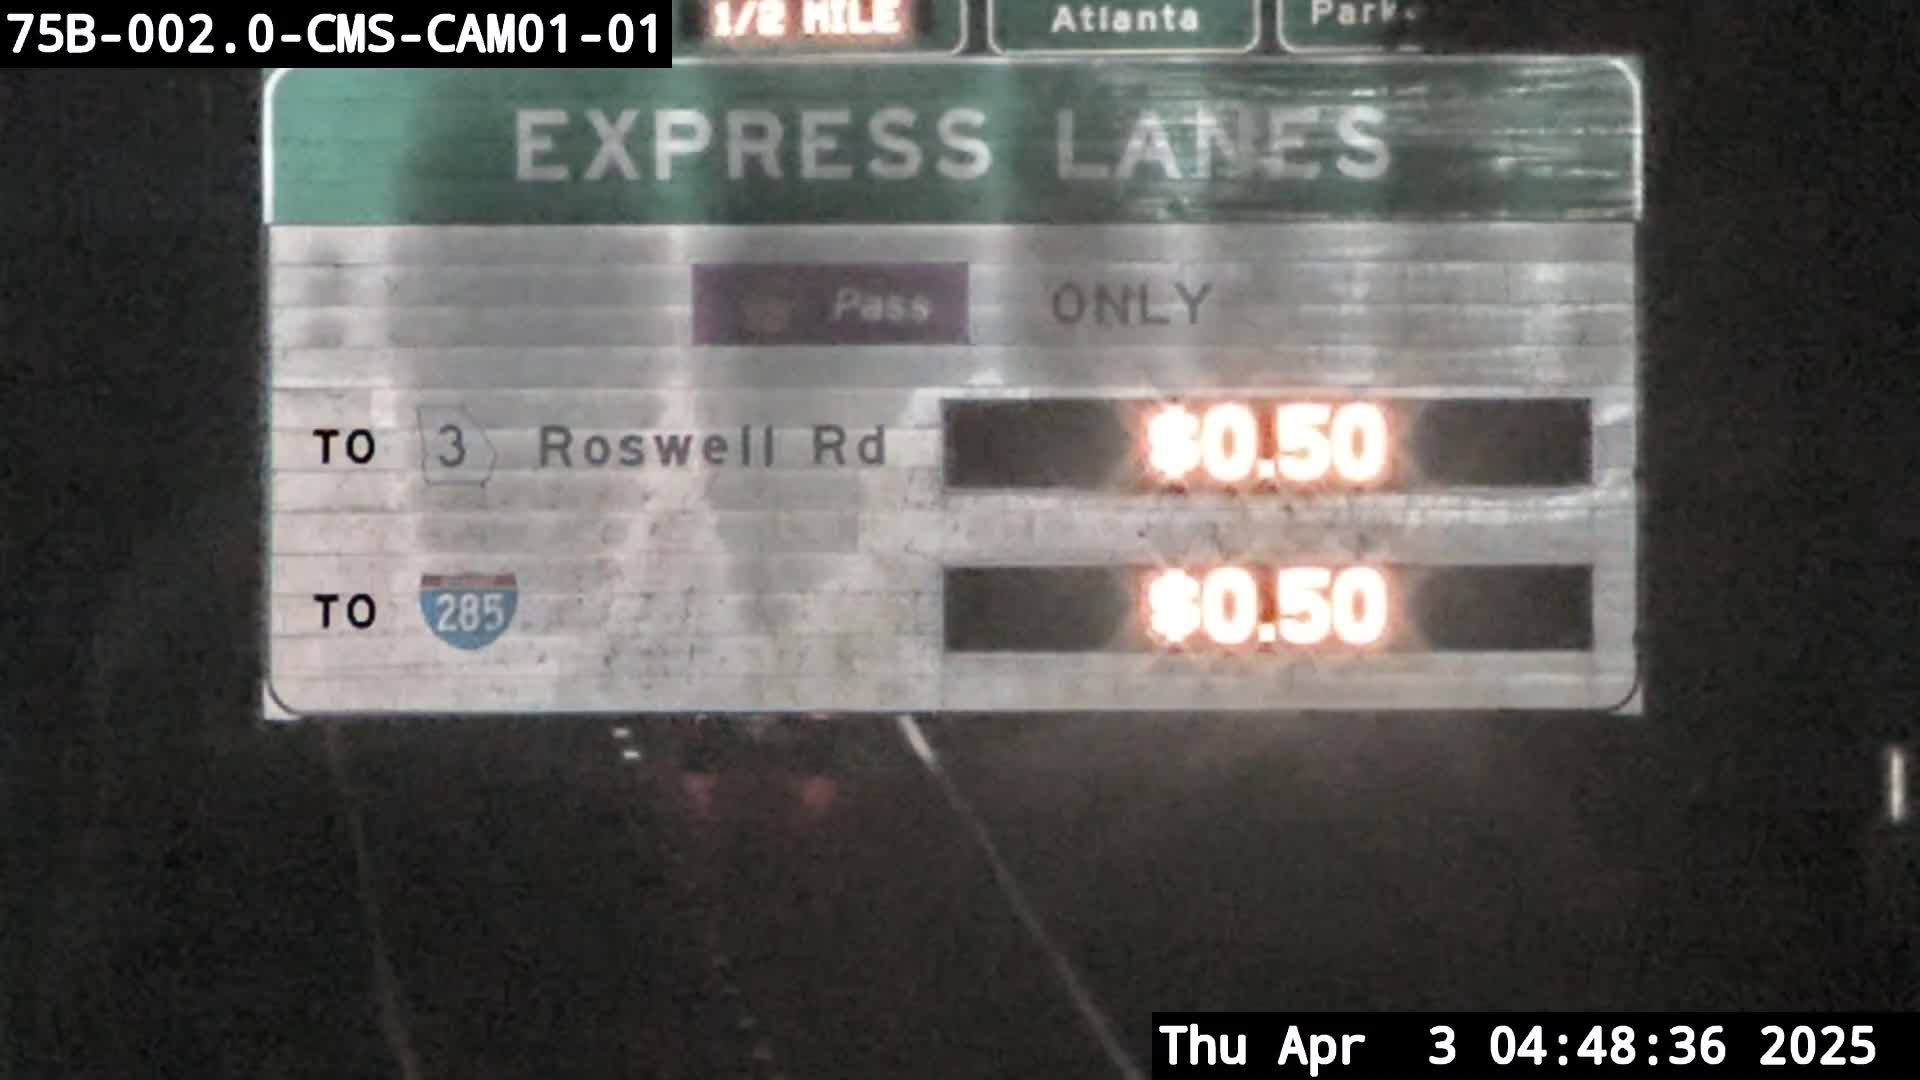 75B-002.0-CMS-CAM01-01
1/2 MILE
Atlanta
EXPRESS LANES
Pass ONLY
TO 3 Roswell Rd $0.50
TO 285 $0.50
Thu Apr 3 04:48:36 2025